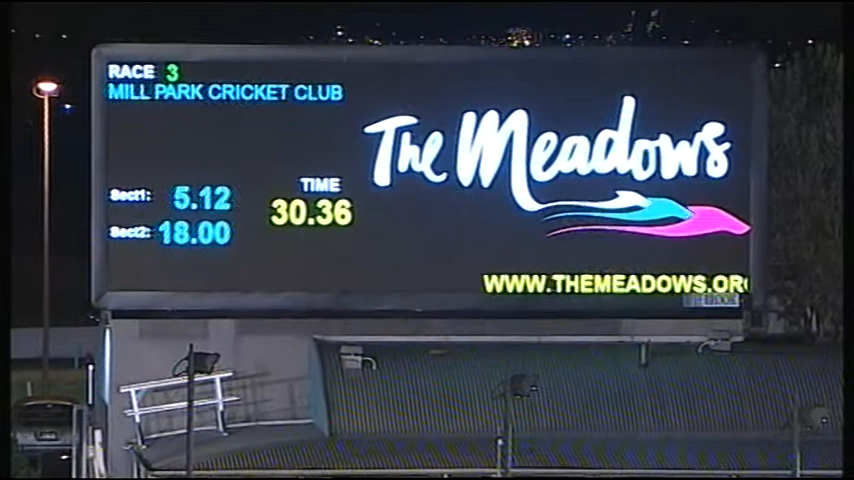 RACE 3
MILL PARK CRICKET CLUB
The Meadows
Sect1: 5.12
TIME
30.36
Sect2: 18.00
WWW.THEMEADOWS.OR